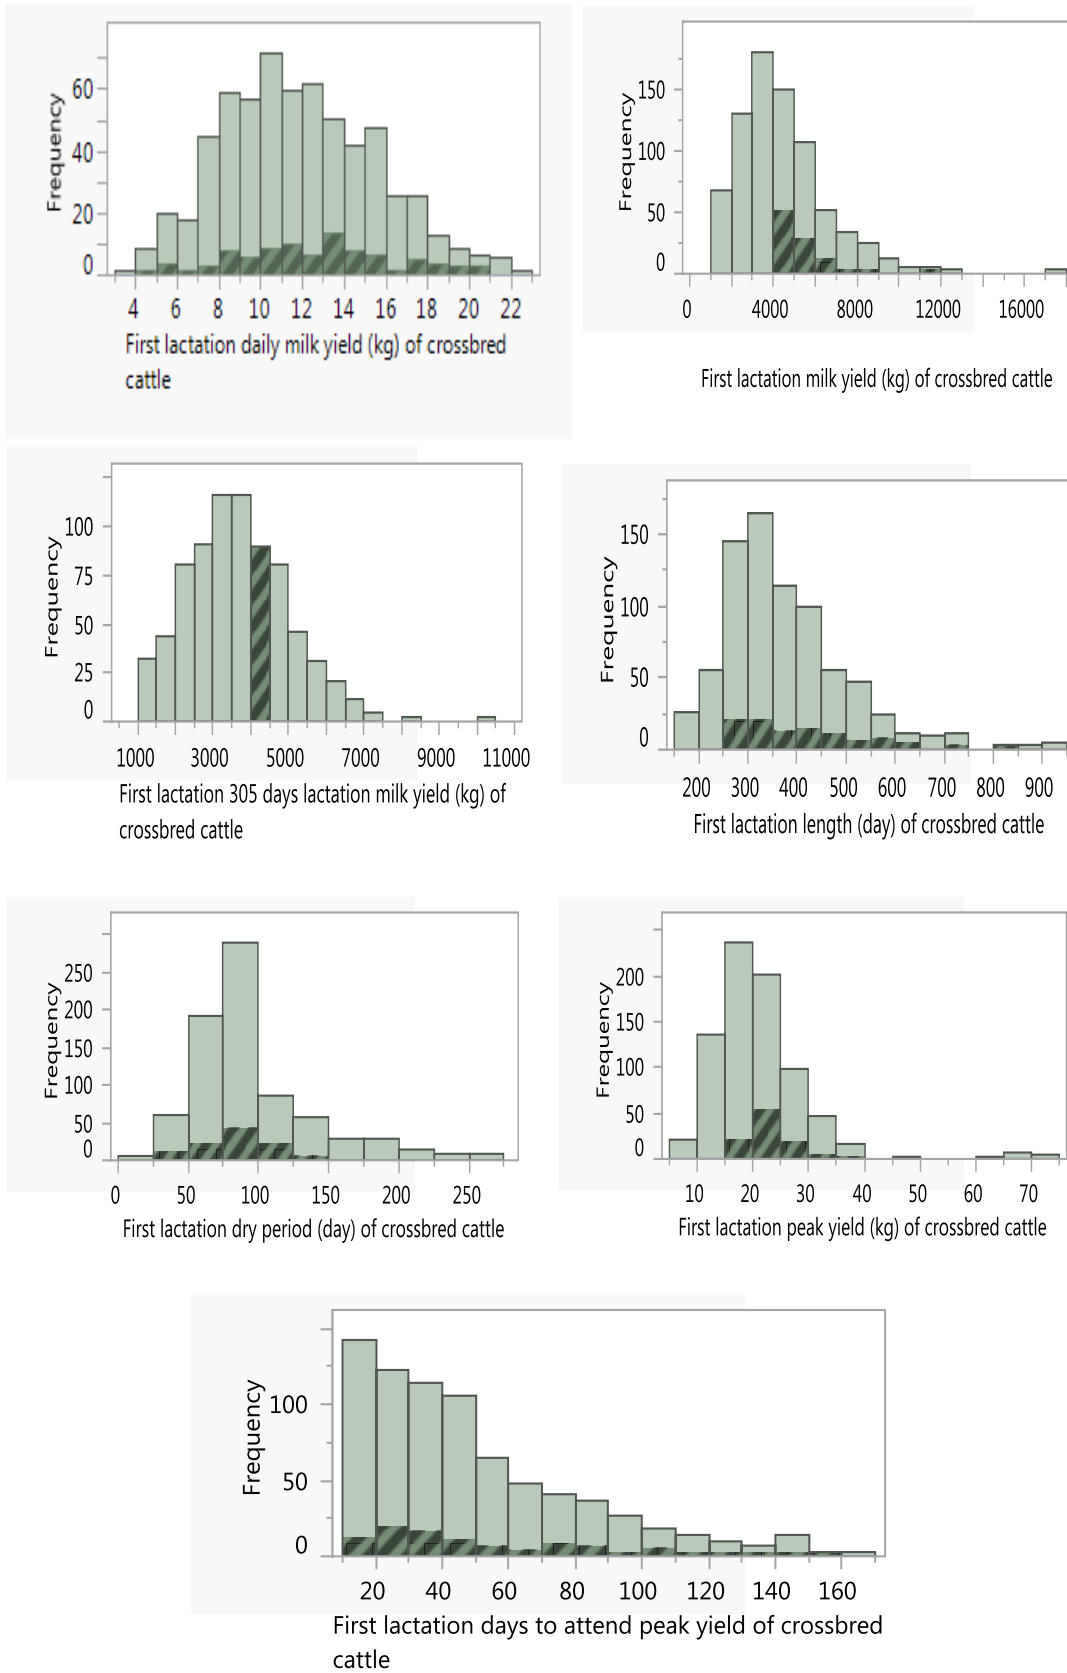 Frequency
60
40
20
0
4 6 8 10 12 14 16 18 20 22
First lactation daily milk yield (kg) of crossbred
cattle
Frequency
150
100
50
0
0 4000 8000 12000 16000
First lactation milk yield (kg) of crossbred cattle
Frequency
100
75
50
25
0
1000 3000 5000 7000 9000 11000
First lactation 305 days lactation milk yield (kg) of
crossbred cattle
Frequency
150
100
50
0
200 300 400 500 600 700 800 900
First lactation length (day) of crossbred cattle
Frequency
250
200
150
100
50
0
0 50 100 150 200 250
First lactation dry period (day) of crossbred cattle
Frequency
200
150
100
50
0
10 20 30 40 50 60 70
First lactation peak yield (kg) of crossbred cattle
Frequency
100
50
0
20 40 60 80 100 120 140 160
First lactation days to attend peak yield of crossbred
cattle